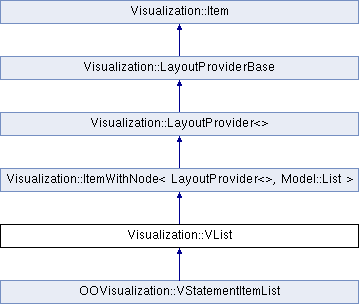 Visualization::Item
Visualization::LayoutProviderBase
Visualization::LayoutProvider<>
Visualization::ItemWithNode< LayoutProvider<>, Model::List >
Visualization::VList
OOVisualization::VStatementItemList